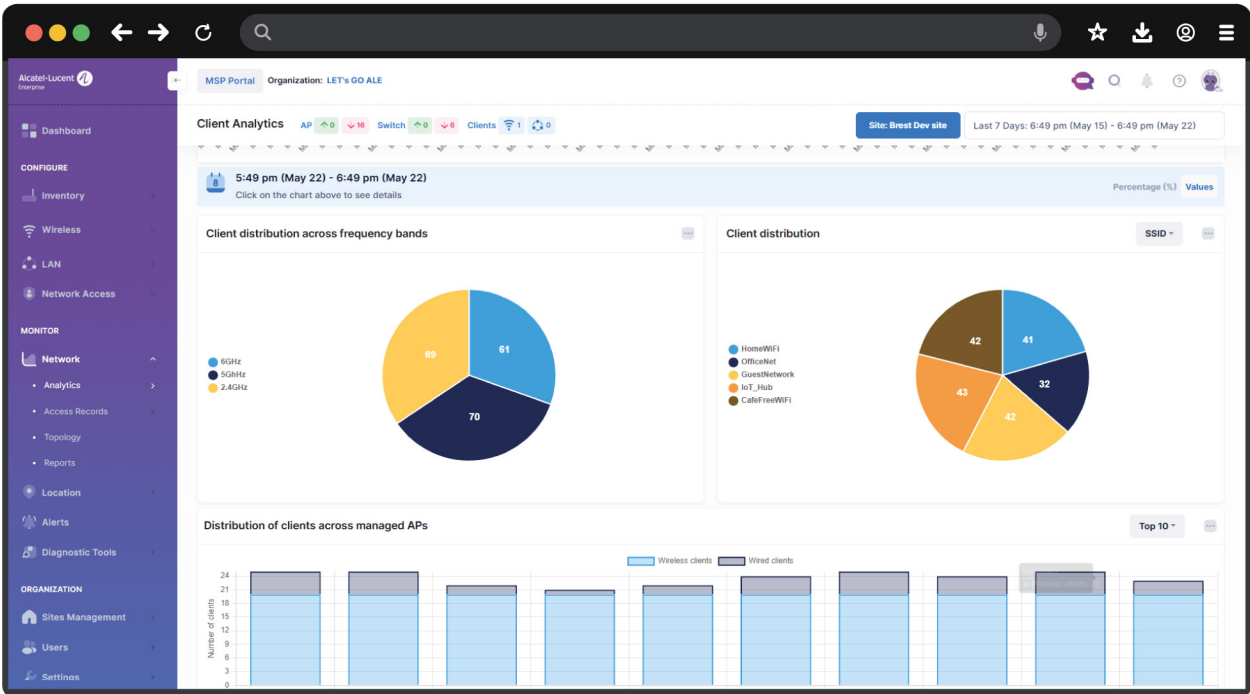 Alcatel·Lucent
Enterprise
MSP Portal Organization: LET's GO ALE
Client Analytics AP 0 16 Switch 0 6 Clients 1 0
Site: Brest Dev site
Last 7 Days: 6:49 pm (May 15) - 6:49 pm (May 22)
Dashboard
CONFIGURE
Inventory
Wireless
LAN
Network Access
MONITOR
Network
Analytics
Access Records
Topology
Reports
Location
Alerts
Diagnostic Tools
ORGANIZATION
Sites Management
Users
Settings
8
5:49 pm (May 22) - 6:49 pm (May 22)
Click on the chart above to see details
Percentage (%) Values
Client distribution across frequency bands
6GHz
5GhHz
2.4GHz
69
61
70
Client distribution
SSID
HomeWiFi
OfficeNet
GuestNetwork
IoT_Hub
CafeFreeWiFi
42
41
32
43
42
Distribution of clients across managed APs
Top 10
Wireless clients Wired clients
Number of clients
24
21
18
15
12
9
6
3
0